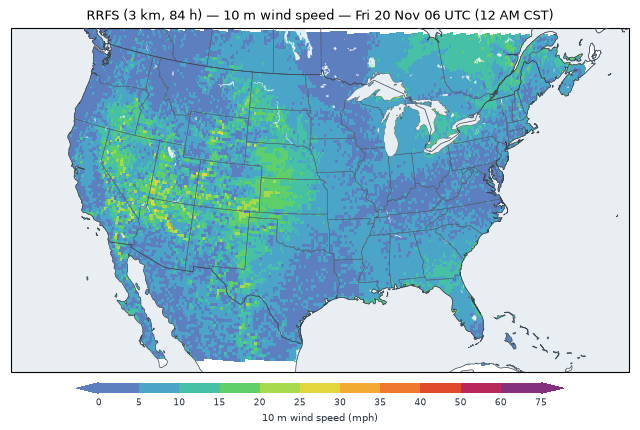 RRFS (3 km, 84 h) — 10 m wind speed — Fri 20 Nov 06 UTC (12 AM CST)
0 5 10 15 20 25 30 35 40 50 60 75
10 m wind speed (mph)